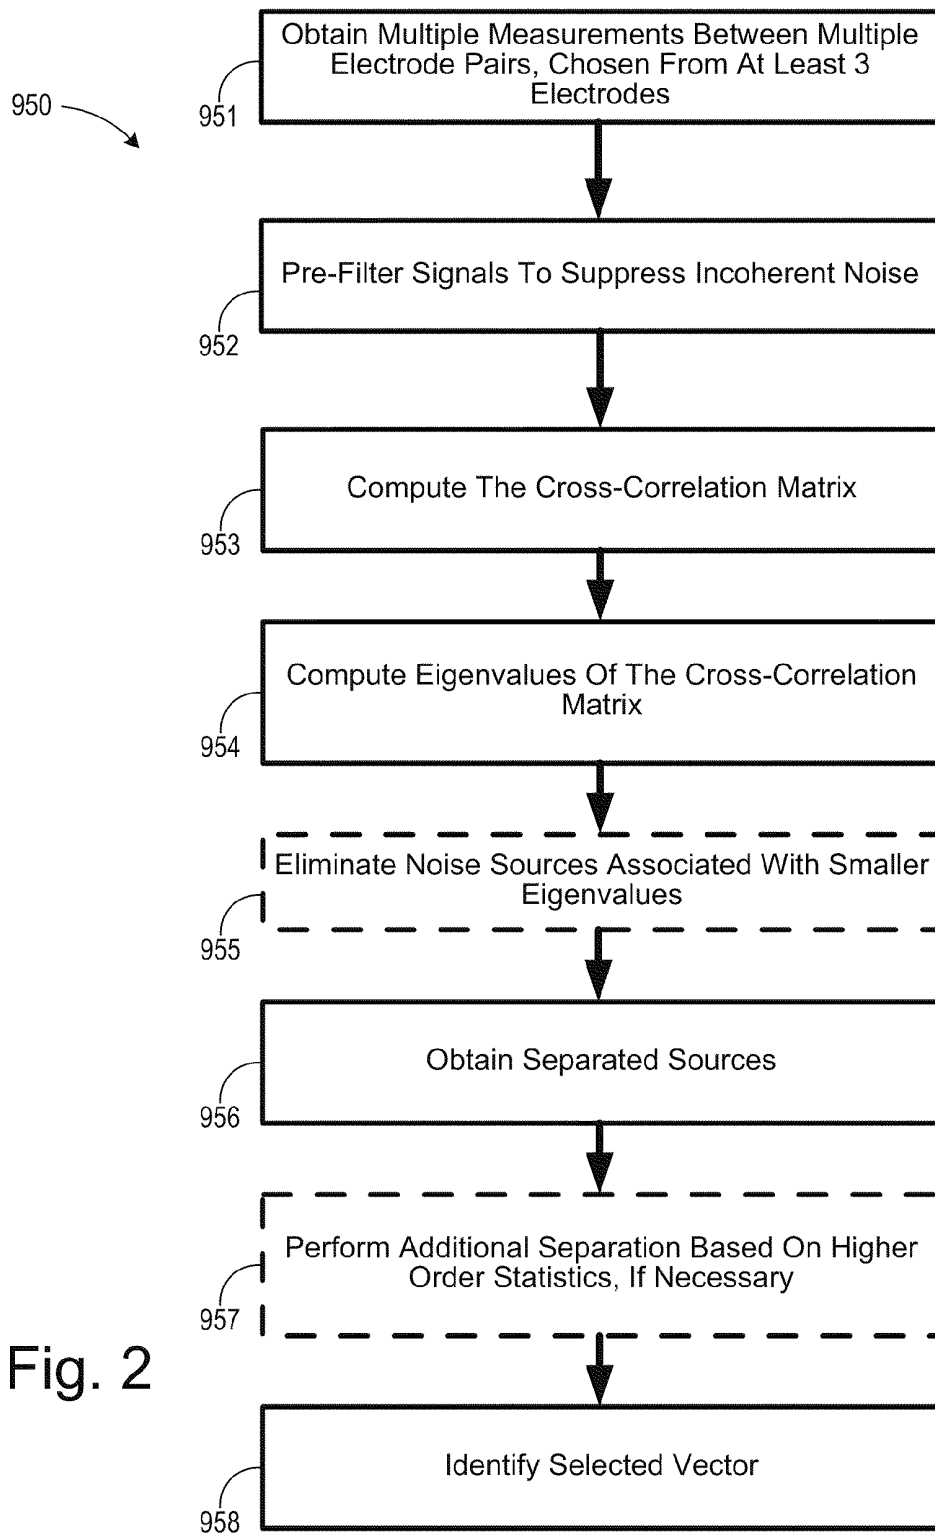 950
Obtain Multiple Measurements Between Multiple
Electrode Pairs, Chosen From At Least 3
Electrodes
951
Pre-Filter Signals To Suppress Incoherent Noise
952
Compute The Cross-Correlation Matrix
953
Compute Eigenvalues Of The Cross-Correlation
Matrix
954
Eliminate Noise Sources Associated With Smaller
Eigenvalues
955
Obtain Separated Sources
956
Perform Additional Separation Based On Higher
Order Statistics, If Necessary
957
Identify Selected Vector
958
Fig. 2